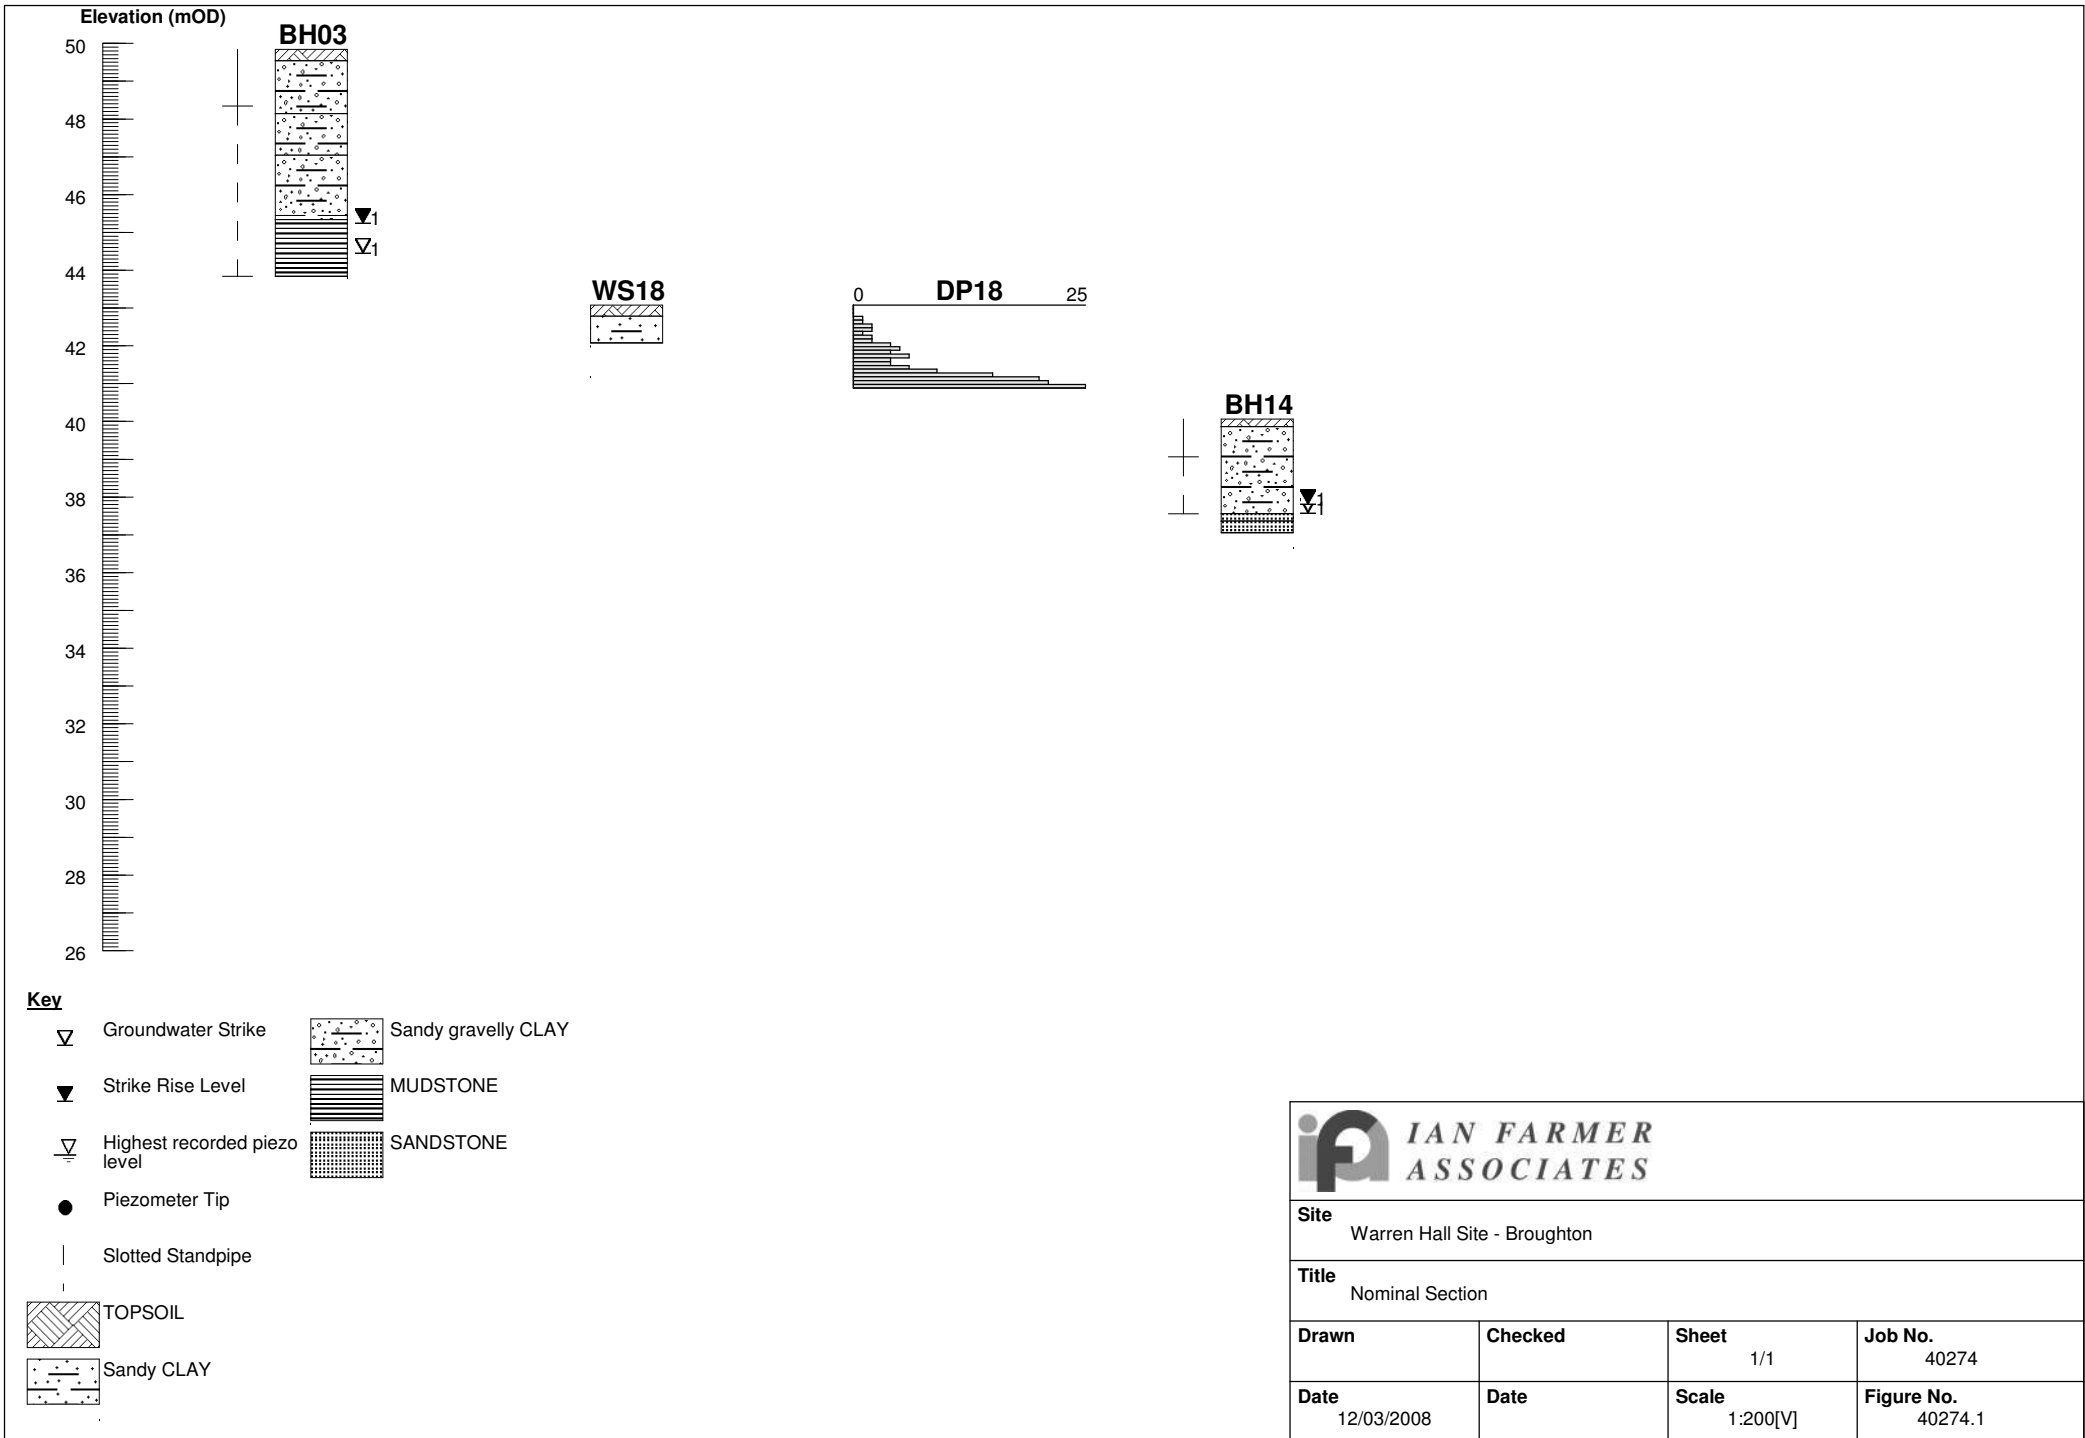 Elevation (mOD)
BH03
50
48
46
44
42
40
38
36
34
32
30
28
26
1
1
WS18
0 DP18 25
BH14
1
1
Key
Groundwater Strike
Strike Rise Level
Highest recorded piezo
level
Piezometer Tip
Slotted Standpipe
TOPSOIL
Sandy CLAY
Sandy gravelly CLAY
MUDSTONE
SANDSTONE
ifa
IAN FARMER
ASSOCIATES
Site
Warren Hall Site - Broughton
Title
Nominal Section
Drawn Checked Sheet Job No.
1/1 40274
Date Date Scale Figure No.
12/03/2008 1:200[V] 40274.1